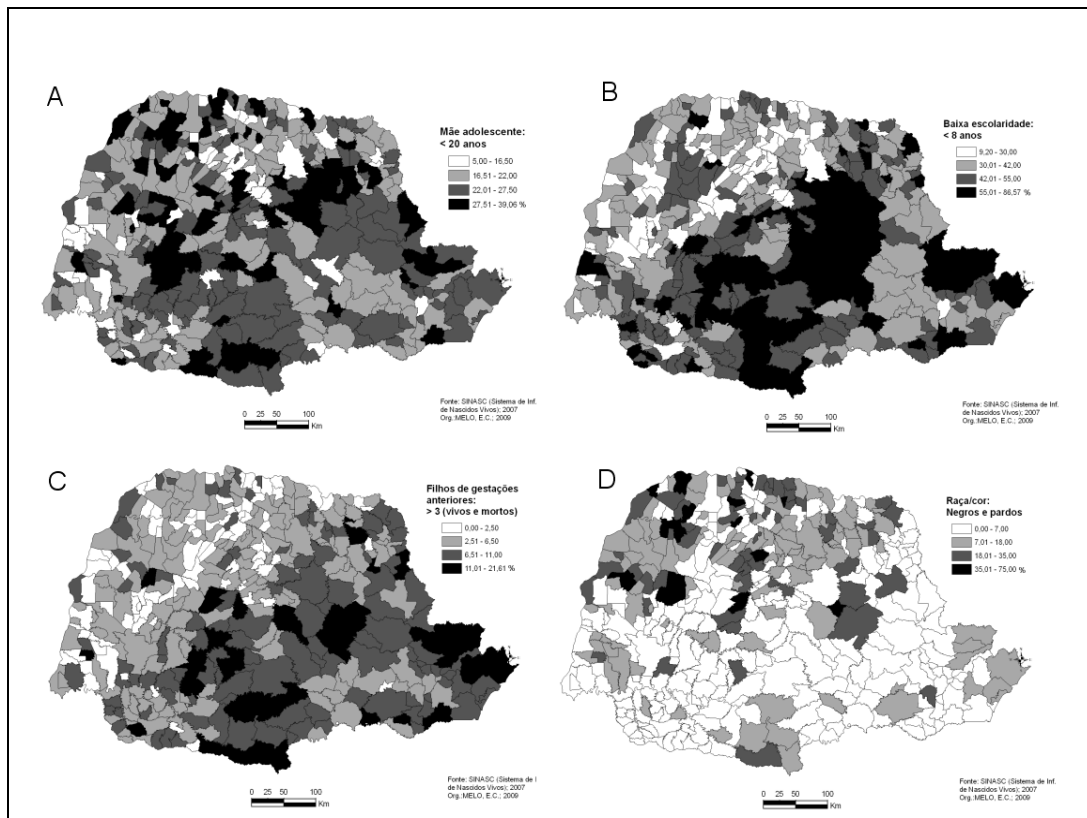 A
Mãe adolescente:
< 20 anos
5,00 - 16,50
16,51 - 22,00
22,01 - 27,50
27,51 - 39,06 %
0 25 50 100
Km
Fonte: SINASC (Sistema de Inf.
de Nascidos Vivos); 2007
Org.:MELO, E.C.; 2009
B
Baixa escolaridade:
< 8 anos
9,20 - 30,00
30,01 - 42,00
42,01 - 55,00
55,01 - 86,57 %
0 25 50 100
Km
Fonte: SINASC (Sistema de Inf.
de Nascidos Vivos); 2007
Org.:MELO, E.C.; 2009
C
Filhos de gestações
anteriores:
> 3 (vivos e mortos)
0,00 - 2,50
2,51 - 6,50
6,51 - 11,00
11,01 - 21,61 %
0 25 50 100
Km
Fonte: SINASC (Sistema de I
de Nascidos Vivos); 2007
Org.:MELO, E.C.; 2009
D
Raça/cor:
Negros e pardos
0,00 - 7,00
7,01 - 18,00
18,01 - 35,00
35,01 - 75,00 %
0 25 50 100
Km
Fonte: SINASC (Sistema de Inf.
de Nascidos Vivos); 2007
Org.:MELO, E.C.; 2009